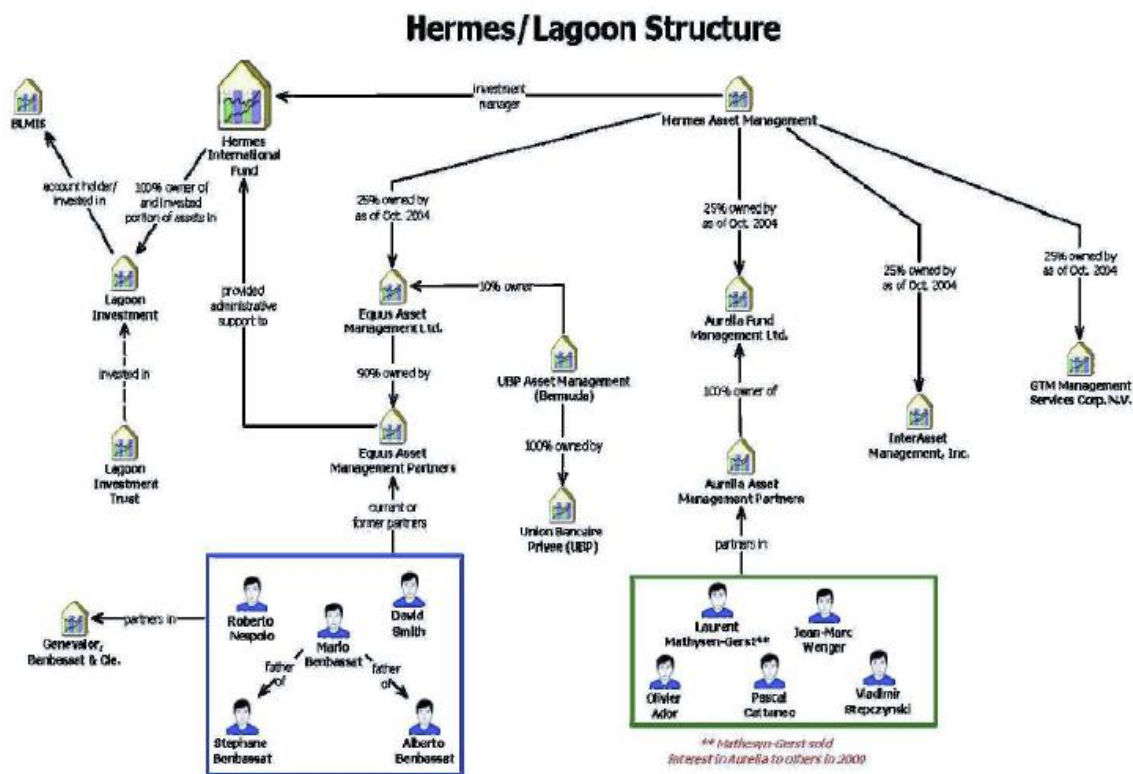 Hermes/Lagoon Structure
BLMIS
Hermes
International
Fund
investment
manager
Hermes Asset Management
account holder/
invested in
100% owner of
and invested
portion of assets in
25% owned by
as of Oct. 2004
25% owned by
as of Oct. 2004
25% owned by
as of Oct. 2004
25% owned by
as of Oct. 2004
Lagoon
Investment
provided
administrative
support to
Equus Asset
Management Ltd.
10% owner
Aurelia Fund
Management Ltd.
invested in
90% owned by
UBP Asset Management
(Bermuda)
100% owner of
GTM Management
Services Corp. N.V.
InterAsset
Management, Inc.
Lagoon
Investment
Trust
Equus Asset
Management Partners
100% owned by
Aurelia Asset
Management Partners
current or
former partners
Union Bancaire
Privee (UBP)
partners in
Genevalor,
Benbasset & Cie.
partners in
Roberto
Nespolo
David
Smith
Mario
Benbassat
father
of
father
of
Stephane
Benbassat
Alberto
Benbassat
Laurent
Mathysen-Gerst**
Jean-Marc
Wenger
Olivier
Ador
Pascal
Cattaneo
Vladimir
Stepczynski
** Mathesyn-Gerst sold
interest in Aurelia to others in 2009